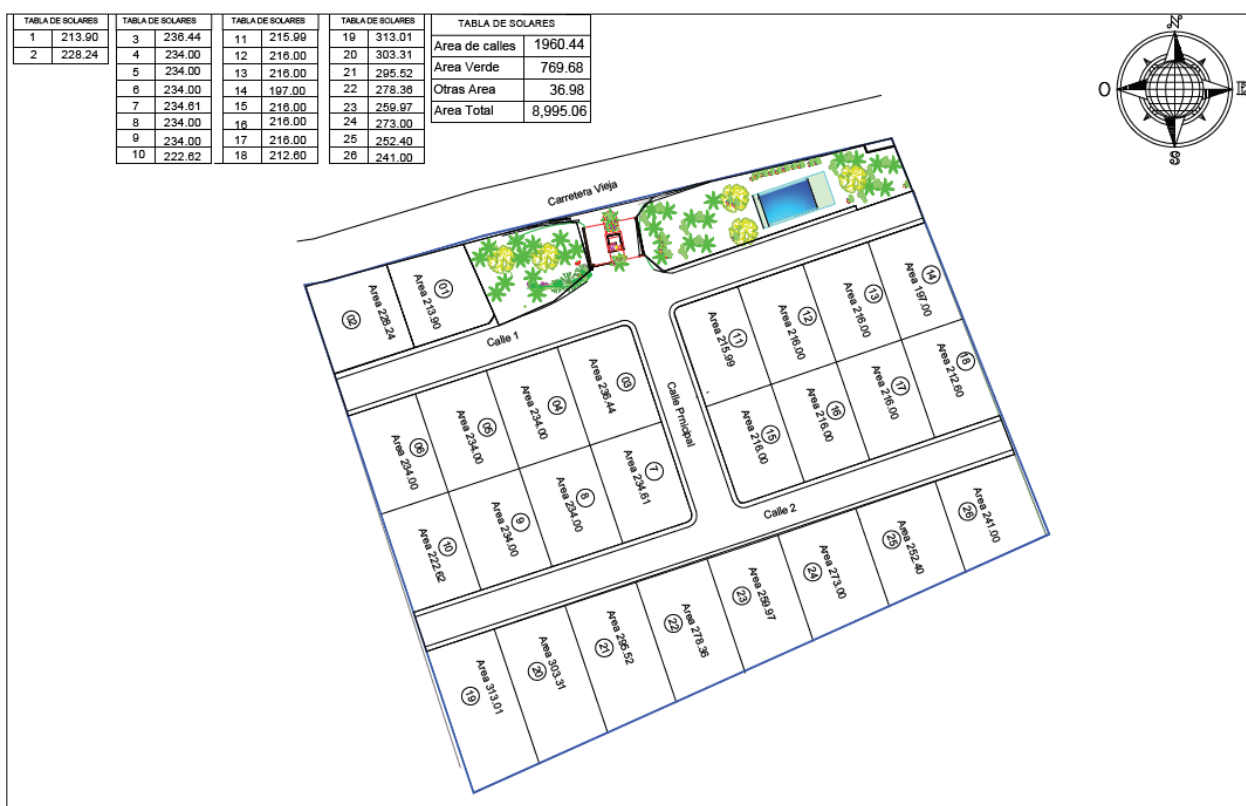 TABLA DE SOLARES
1 213.90
2 228.24
TABLA DE SOLARES
3 236.44
4 234.00
5 234.00
6 234.00
7 234.61
8 234.00
9 234.00
10 222.62
TABLA DE SOLARES
11 215.99
12 216.00
13 216.00
14 197.00
15 216.00
16 216.00
17 216.00
18 212.60
TABLA DE SOLARES
19 313.01
20 303.31
21 295.52
22 278.36
23 259.97
24 273.00
25 252.40
26 241.00
TABLA DE SOLARES
Area de calles 1960.44
Area Verde 769.68
Otras Area 36.98
Area Total 8,995.06
N
O
E
S
Carretera Vieja
01
Area 213.90
02
Area 228.24
Calle 1
03
Area 236.44
04
Area 234.00
05
Area 234.00
06
Area 234.00
7
Area 234.61
8
Area 234.00
9
Area 234.00
10
Area 222.62
Calle Prnicipal
11
Area 215.99
12
Area 216.00
13
Area 216.00
14
Area 197.00
15
Area 216.00
16
Area 216.00
17
Area 216.00
18
Area 212.60
Calle 2
19
Area 313.01
20
Area 303.31
21
Area 295.52
22
Area 278.36
23
Area 259.97
24
Area 273.00
25
Area 252.40
26
Area 241.00